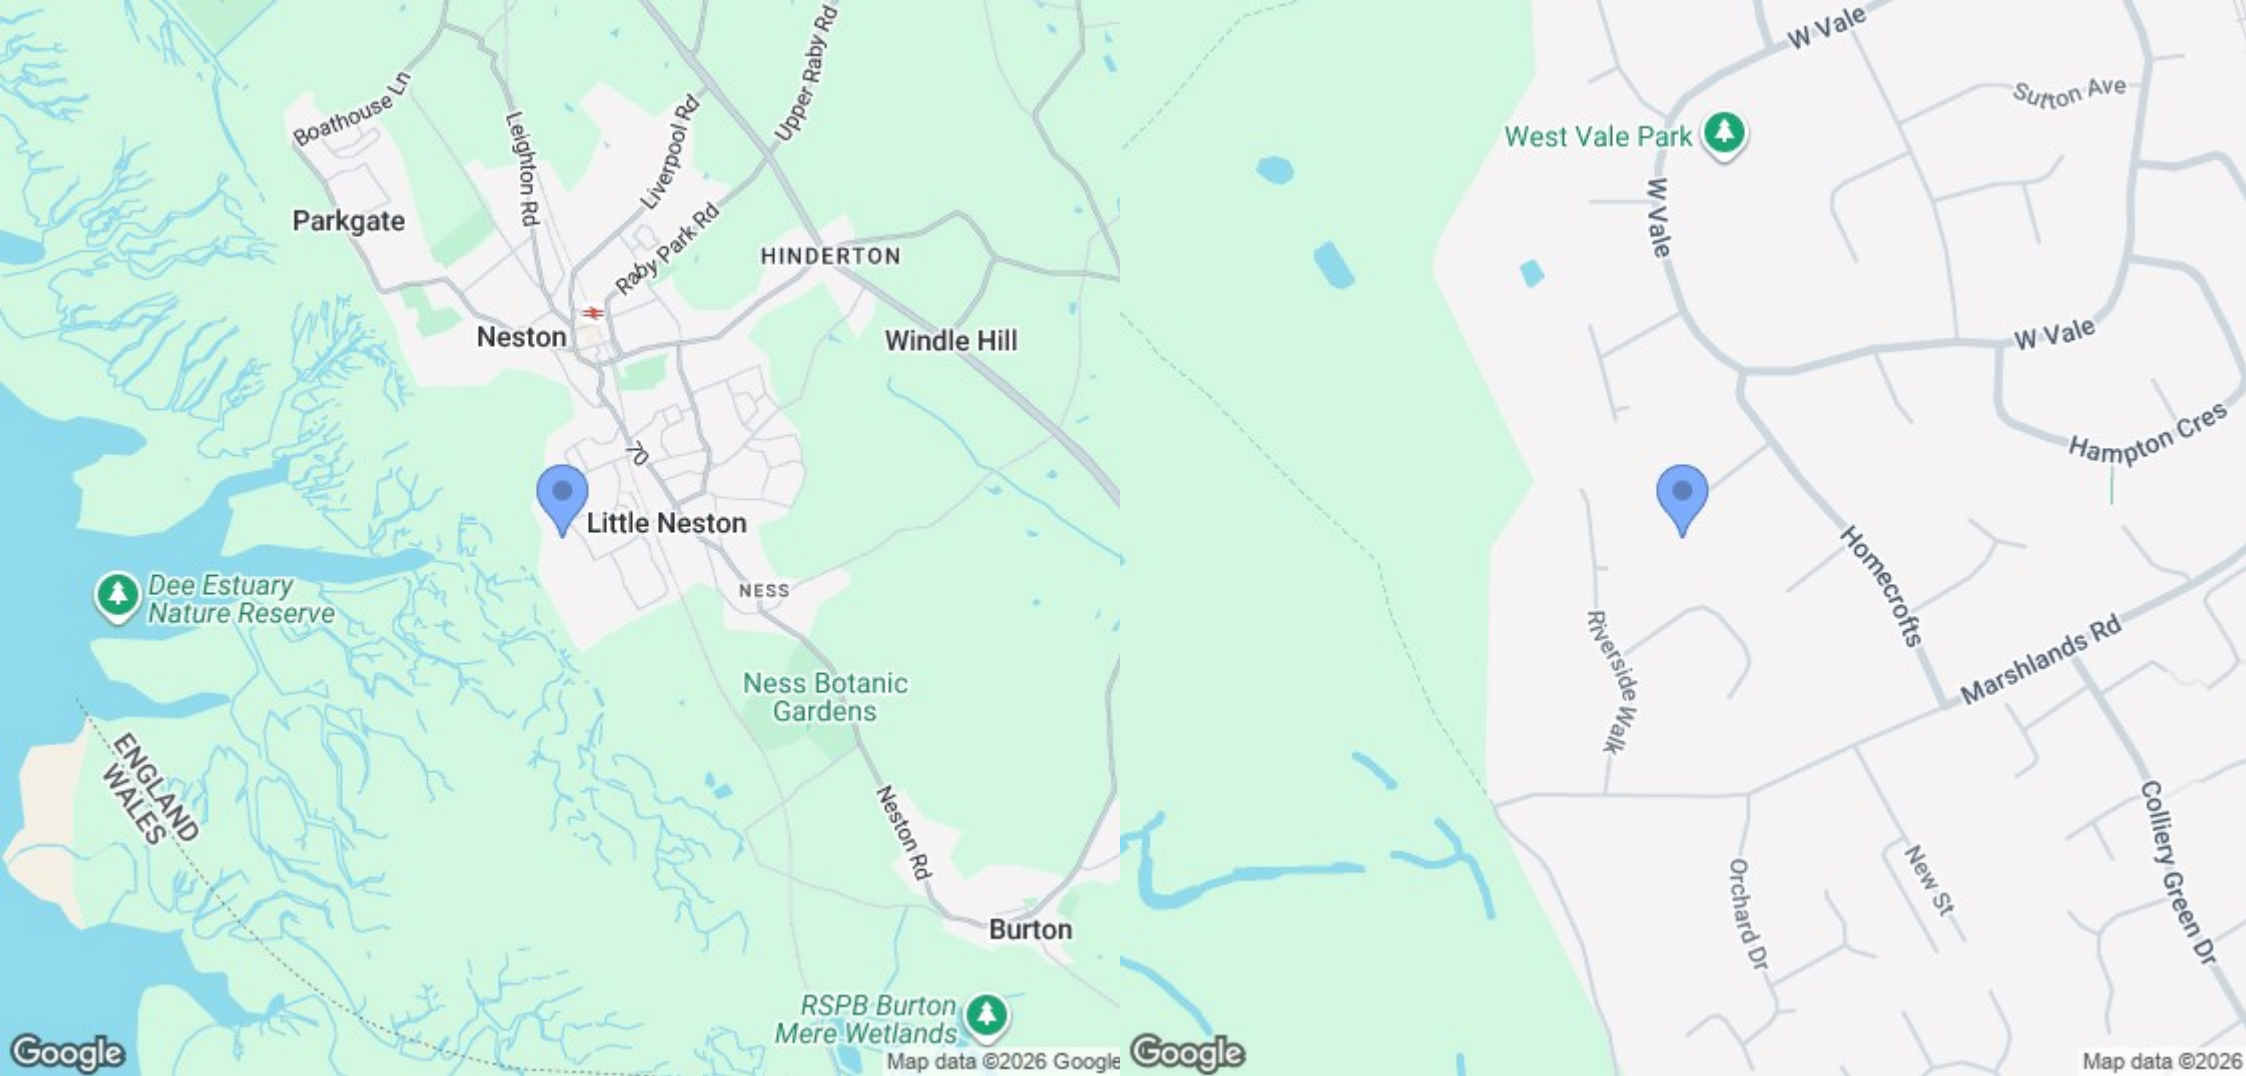 Boathouse Ln
Leighton Rd
Liverpool Rd
Upper Raby Rd
Raby Park Rd
Parkgate
HINDERTON
Neston
Windle Hill
70
Little Neston
NESS
Dee Estuary
Nature Reserve
Ness Botanic
Gardens
ENGLAND
WALES
Neston Rd
Burton
RSPB Burton
Mere Wetlands
Google
Map data ©2026 Google
W Vale
Sutton Ave
West Vale Park
W Vale
W Vale
Hampton Cres
Homecrofts
Riverside Walk
Marshlands Rd
Colliery Green Dr
New St
Orchard Dr
Google
Map data ©2026